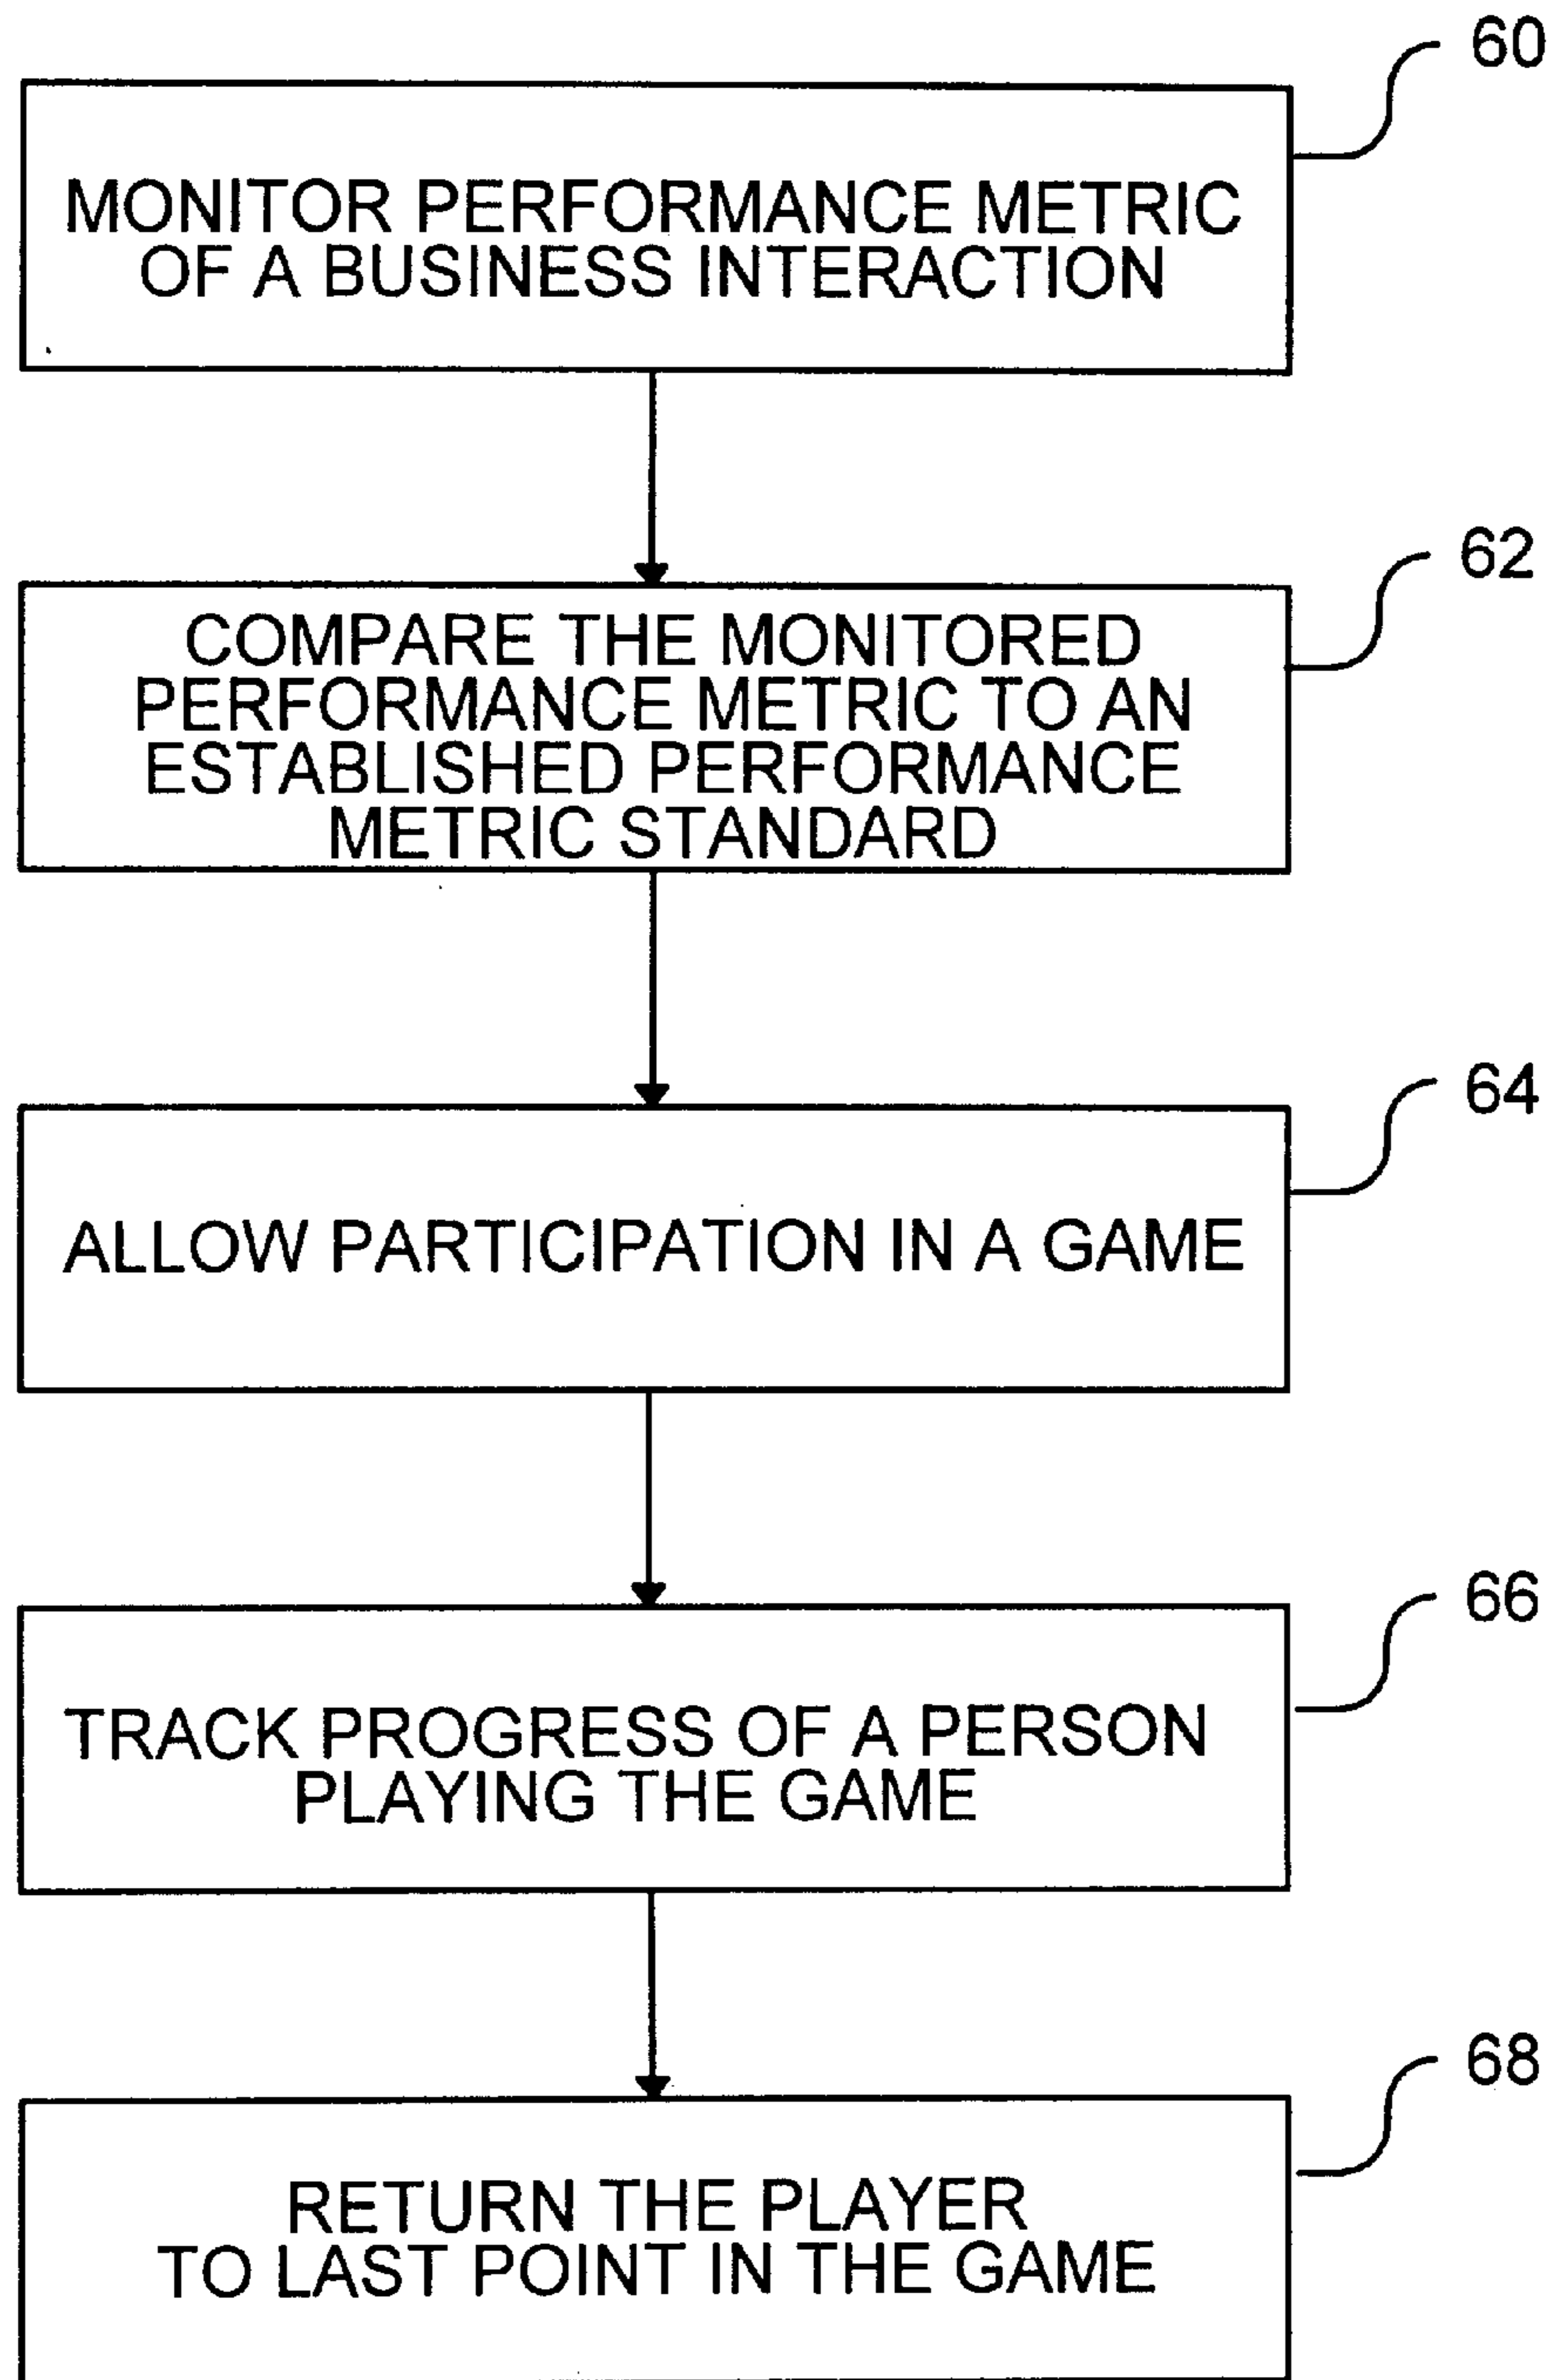 60
MONITOR PERFORMANCE METRIC
OF A BUSINESS INTERACTION
62
COMPARE THE MONITORED
PERFORMANCE METRIC TO AN
ESTABLISHED PERFORMANCE
METRIC STANDARD
64
ALLOW PARTICIPATION IN A GAME
66
TRACK PROGRESS OF A PERSON
PLAYING THE GAME
68
RETURN THE PLAYER
TO LAST POINT IN THE GAME